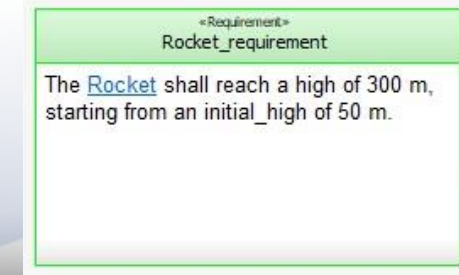 «Requirement»
Rocket_requirement
The Rocket shall reach a high of 300 m,
starting from an initial_high of 50 m.